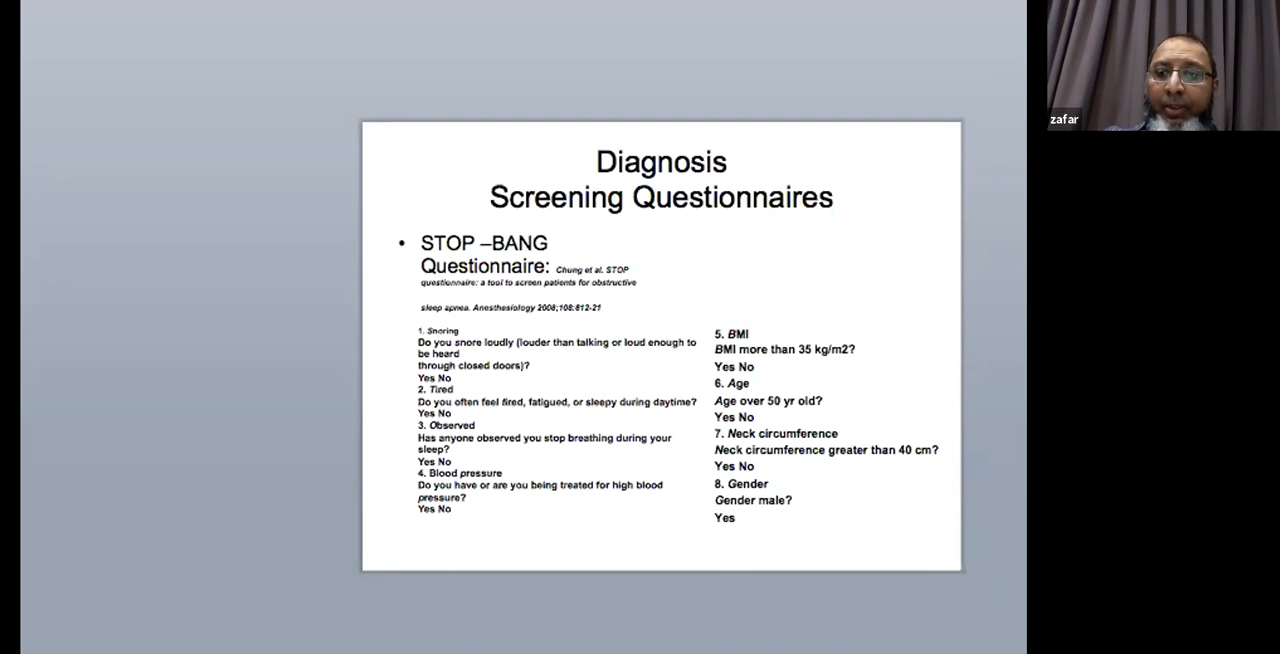 Diagnosis
Screening Questionnaires
• STOP –BANG
Questionnaire: Chung et al. STOP
questionnaire: a tool to screen patients for obstructive
sleep apnea. Anesthesiology 2008;108:812-21
1. Snoring
Do you snore loudly (louder than talking or loud enough to
be heard
through closed doors)?
Yes No
2. Tired
Do you often feel tired, fatigued, or sleepy during daytime?
Yes No
3. Observed
Has anyone observed you stop breathing during your
sleep?
Yes No
4. Blood pressure
Do you have or are you being treated for high blood
pressure?
Yes No
5. BMI
BMI more than 35 kg/m2?
Yes No
6. Age
Age over 50 yr old?
Yes No
7. Neck circumference
Neck circumference greater than 40 cm?
Yes No
8. Gender
Gender male?
Yes
zafar